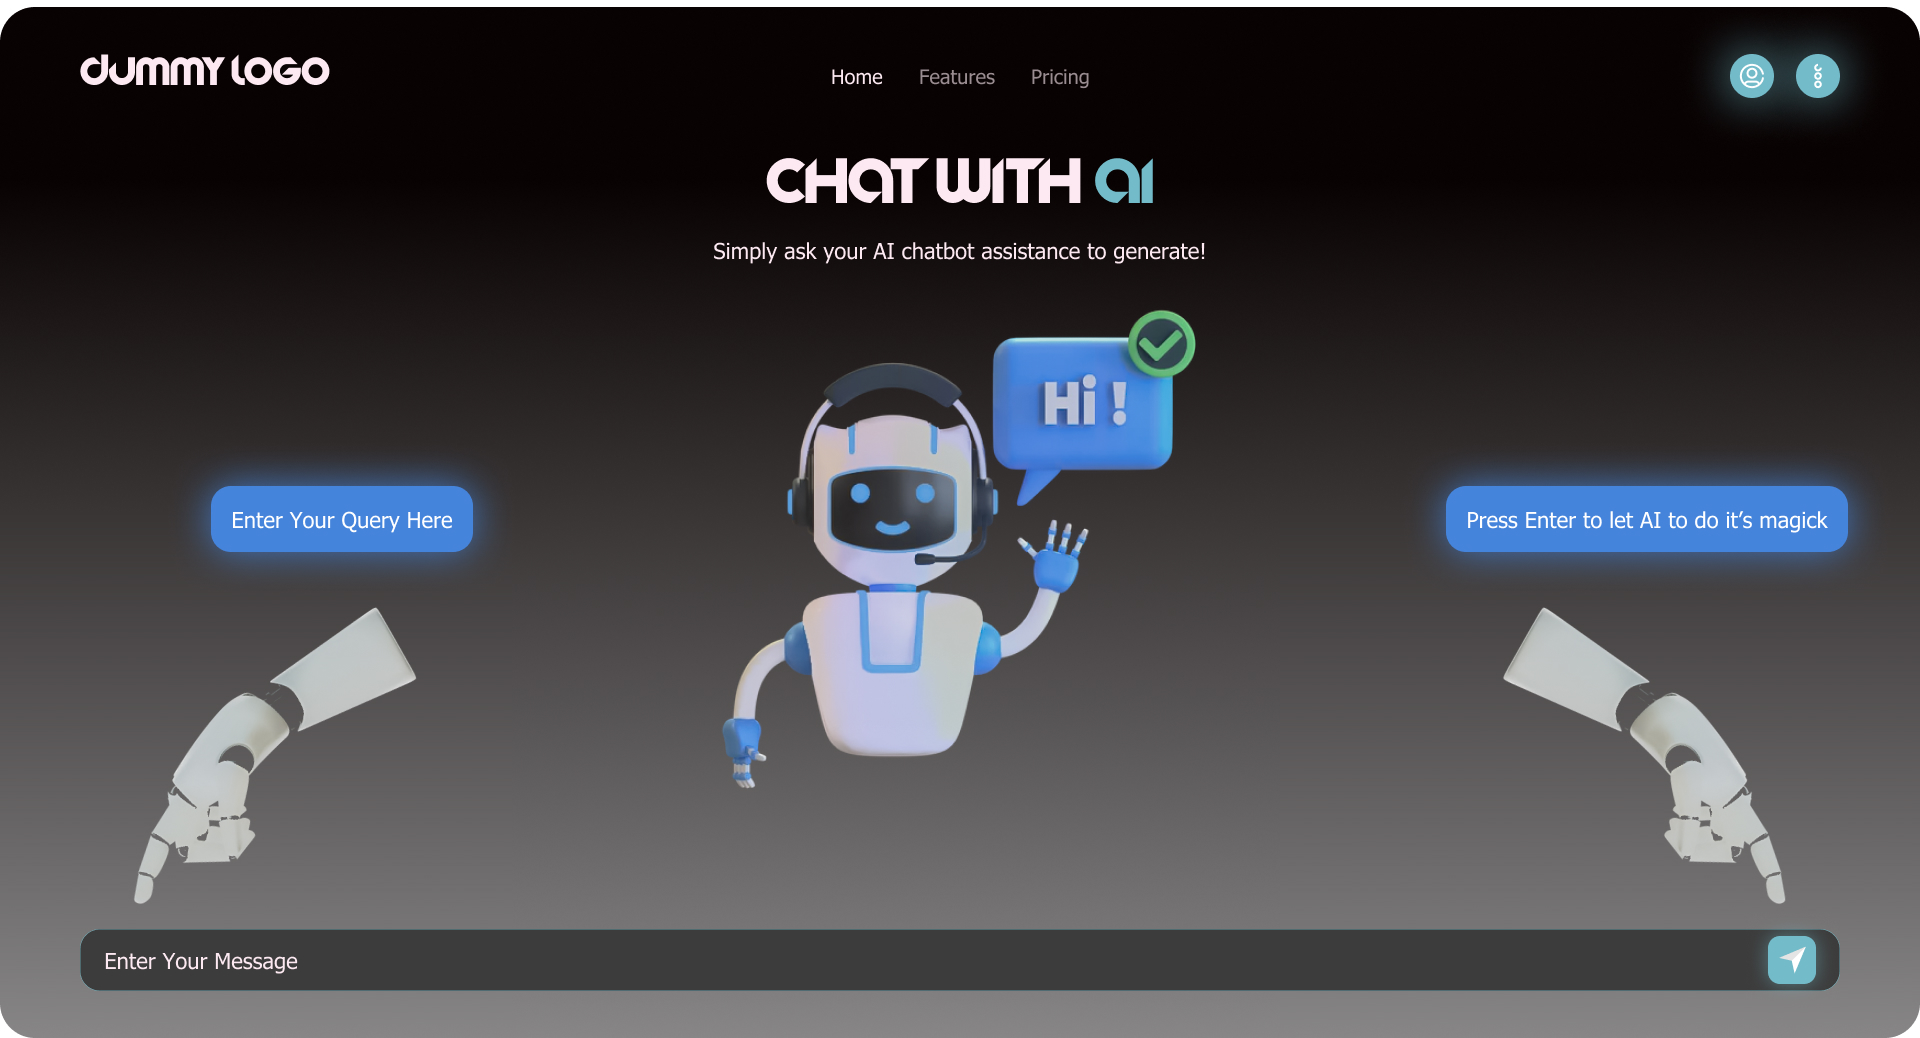 dUMMY LOGO
Home
Features
Pricing
CHaT WITH aI
Simply ask your AI chatbot assistance to generate!
Hi !
Enter Your Query Here
Press Enter to let AI to do it’s magick
Enter Your Message